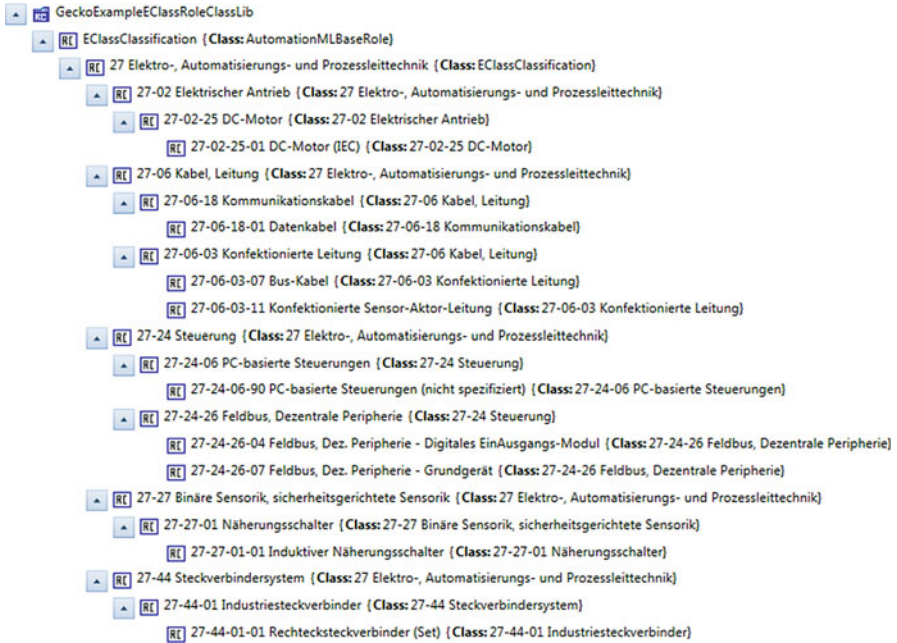 GeckoExampleEClassRoleClassLib
RC EClassClassification {Class: AutomationMLBaseRole}
RC 27 Elektro-, Automatisierungs- und Prozessleittechnik {Class: EClassClassification}
RC 27-02 Elektrischer Antrieb {Class: 27 Elektro-, Automatisierungs- und Prozessleittechnik}
RC 27-02-25 DC-Motor {Class: 27-02 Elektrischer Antrieb}
RC 27-02-25-01 DC-Motor (IEC) {Class: 27-02-25 DC-Motor}
RC 27-06 Kabel, Leitung {Class: 27 Elektro-, Automatisierungs- und Prozessleittechnik}
RC 27-06-18 Kommunikationskabel {Class: 27-06 Kabel, Leitung}
RC 27-06-18-01 Datenkabel {Class: 27-06-18 Kommunikationskabel}
RC 27-06-03 Konfektionierte Leitung {Class: 27-06 Kabel, Leitung}
RC 27-06-03-07 Bus-Kabel {Class: 27-06-03 Konfektionierte Leitung}
RC 27-06-03-11 Konfektionierte Sensor-Aktor-Leitung {Class: 27-06-03 Konfektionierte Leitung}
RC 27-24 Steuerung {Class: 27 Elektro-, Automatisierungs- und Prozessleittechnik}
RC 27-24-06 PC-basierte Steuerungen {Class: 27-24 Steuerung}
RC 27-24-06-90 PC-basierte Steuerungen (nicht spezifiziert) {Class: 27-24-06 PC-basierte Steuerungen}
RC 27-24-26 Feldbus, Dezentrale Peripherie {Class: 27-24 Steuerung}
RC 27-24-26-04 Feldbus, Dez. Peripherie - Digitales EinAusgangs-Modul {Class: 27-24-26 Feldbus, Dezentrale Peripherie}
RC 27-24-26-07 Feldbus, Dez. Peripherie - Grundgerät {Class: 27-24-26 Feldbus, Dezentrale Peripherie}
RC 27-27 Binäre Sensorik, sicherheitsgerichtete Sensorik {Class: 27 Elektro-, Automatisierungs- und Prozessleittechnik}
RC 27-27-01 Näherungsschalter {Class: 27-27 Binäre Sensorik, sicherheitsgerichtete Sensorik}
RC 27-27-01-01 Induktiver Näherungsschalter {Class: 27-27-01 Näherungsschalter}
RC 27-44 Steckverbindersystem {Class: 27 Elektro-, Automatisierungs- und Prozessleittechnik}
RC 27-44-01 Industriesteckverbinder {Class: 27-44 Steckverbindersystem}
RC 27-44-01-01 Rechtecksteckverbinder (Set) {Class: 27-44-01 Industriesteckverbinder}